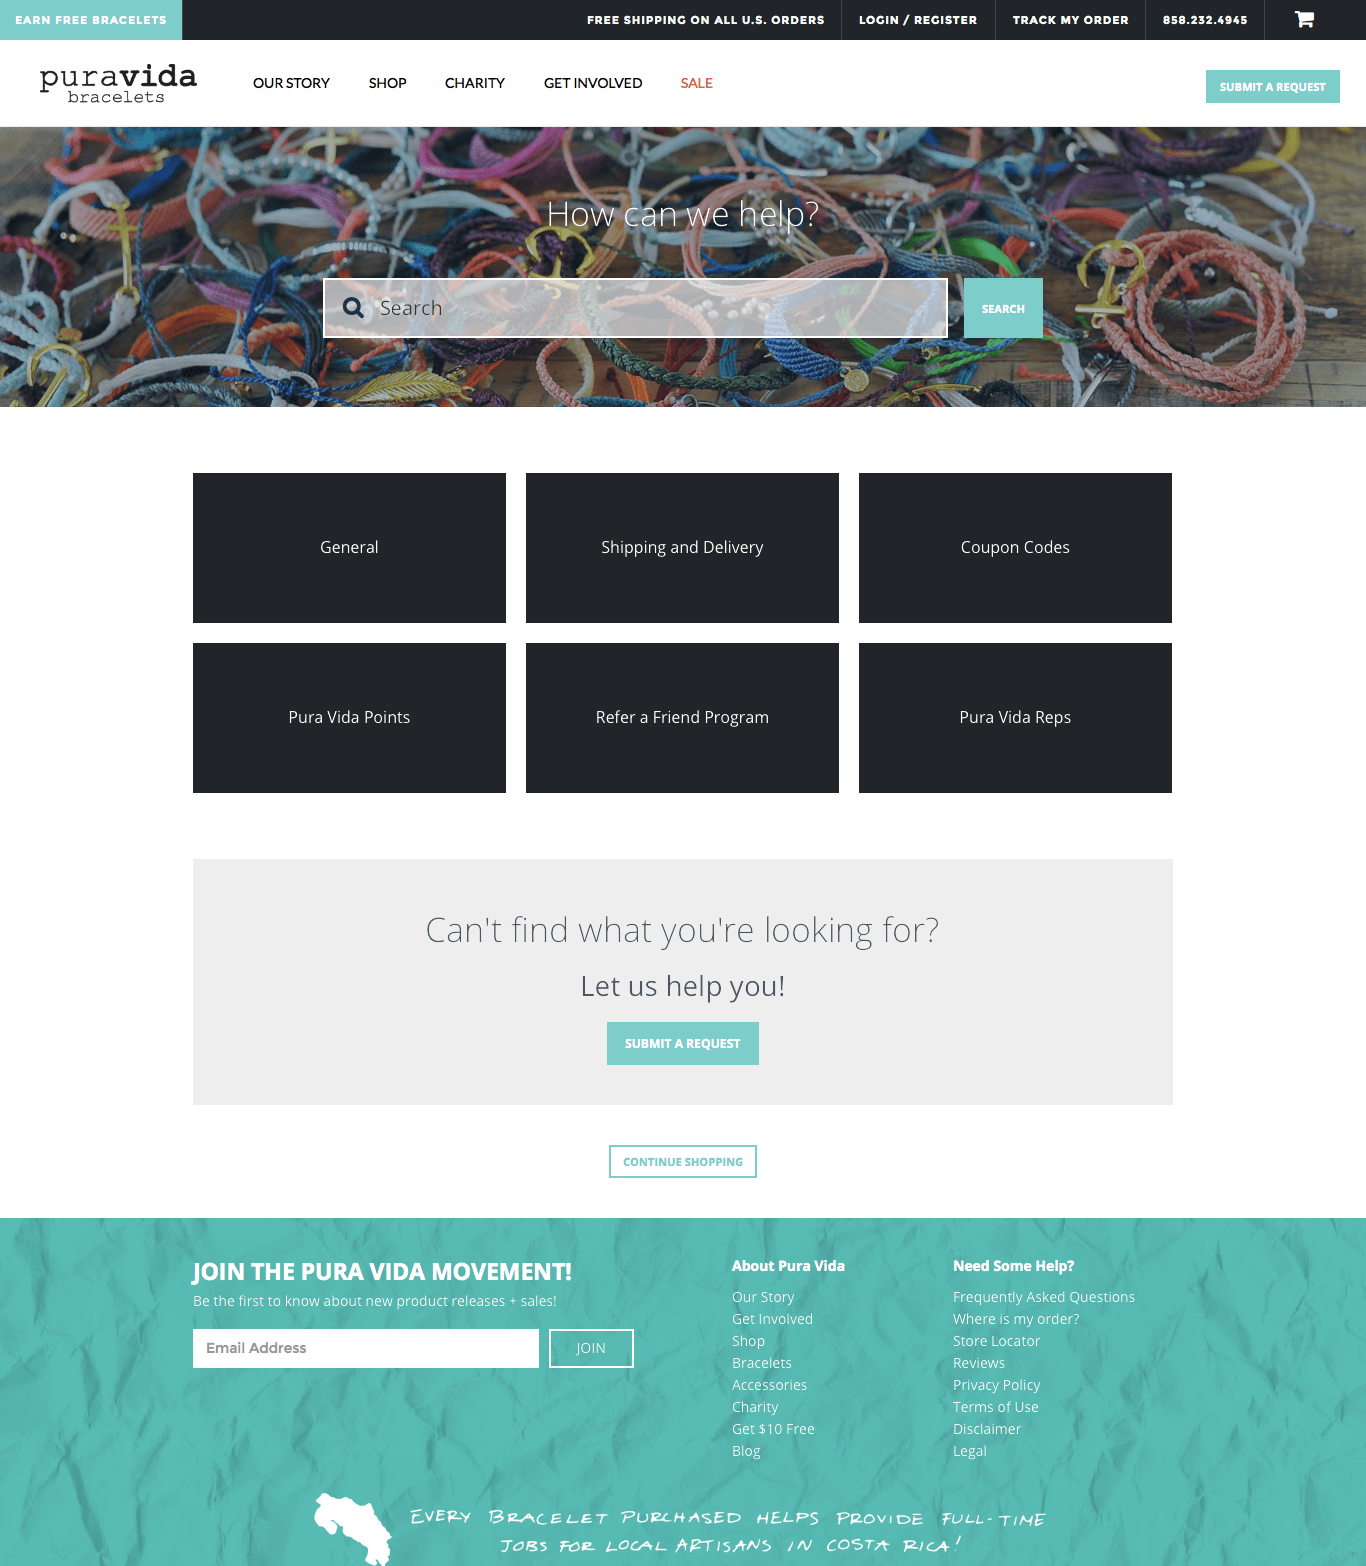 EARN FREE BRACELETS
FREE SHIPPING ON ALL U.S. ORDERS
LOGIN / REGISTER
TRACK MY ORDER
858.232.4945
puravida
bracelets
OUR STORY
SHOP
CHARITY
GET INVOLVED
SALE
SUBMIT A REQUEST
How can we help?
Search
SEARCH
General
Shipping and Delivery
Coupon Codes
Pura Vida Points
Refer a Friend Program
Pura Vida Reps
Can't find what you're looking for?
Let us help you!
SUBMIT A REQUEST
CONTINUE SHOPPING
JOIN THE PURA VIDA MOVEMENT!
Be the first to know about new product releases + sales!
Email Address
JOIN
About Pura Vida
Our Story
Get Involved
Shop
Bracelets
Accessories
Charity
Get $10 Free
Blog
Need Some Help?
Frequently Asked Questions
Where is my order?
Store Locator
Reviews
Privacy Policy
Terms of Use
Disclaimer
Legal
EVERY BRACELET PURCHASED HELPS PROVIDE FULL-TIME
JOBS FOR LOCAL ARTISANS IN COSTA RICA!